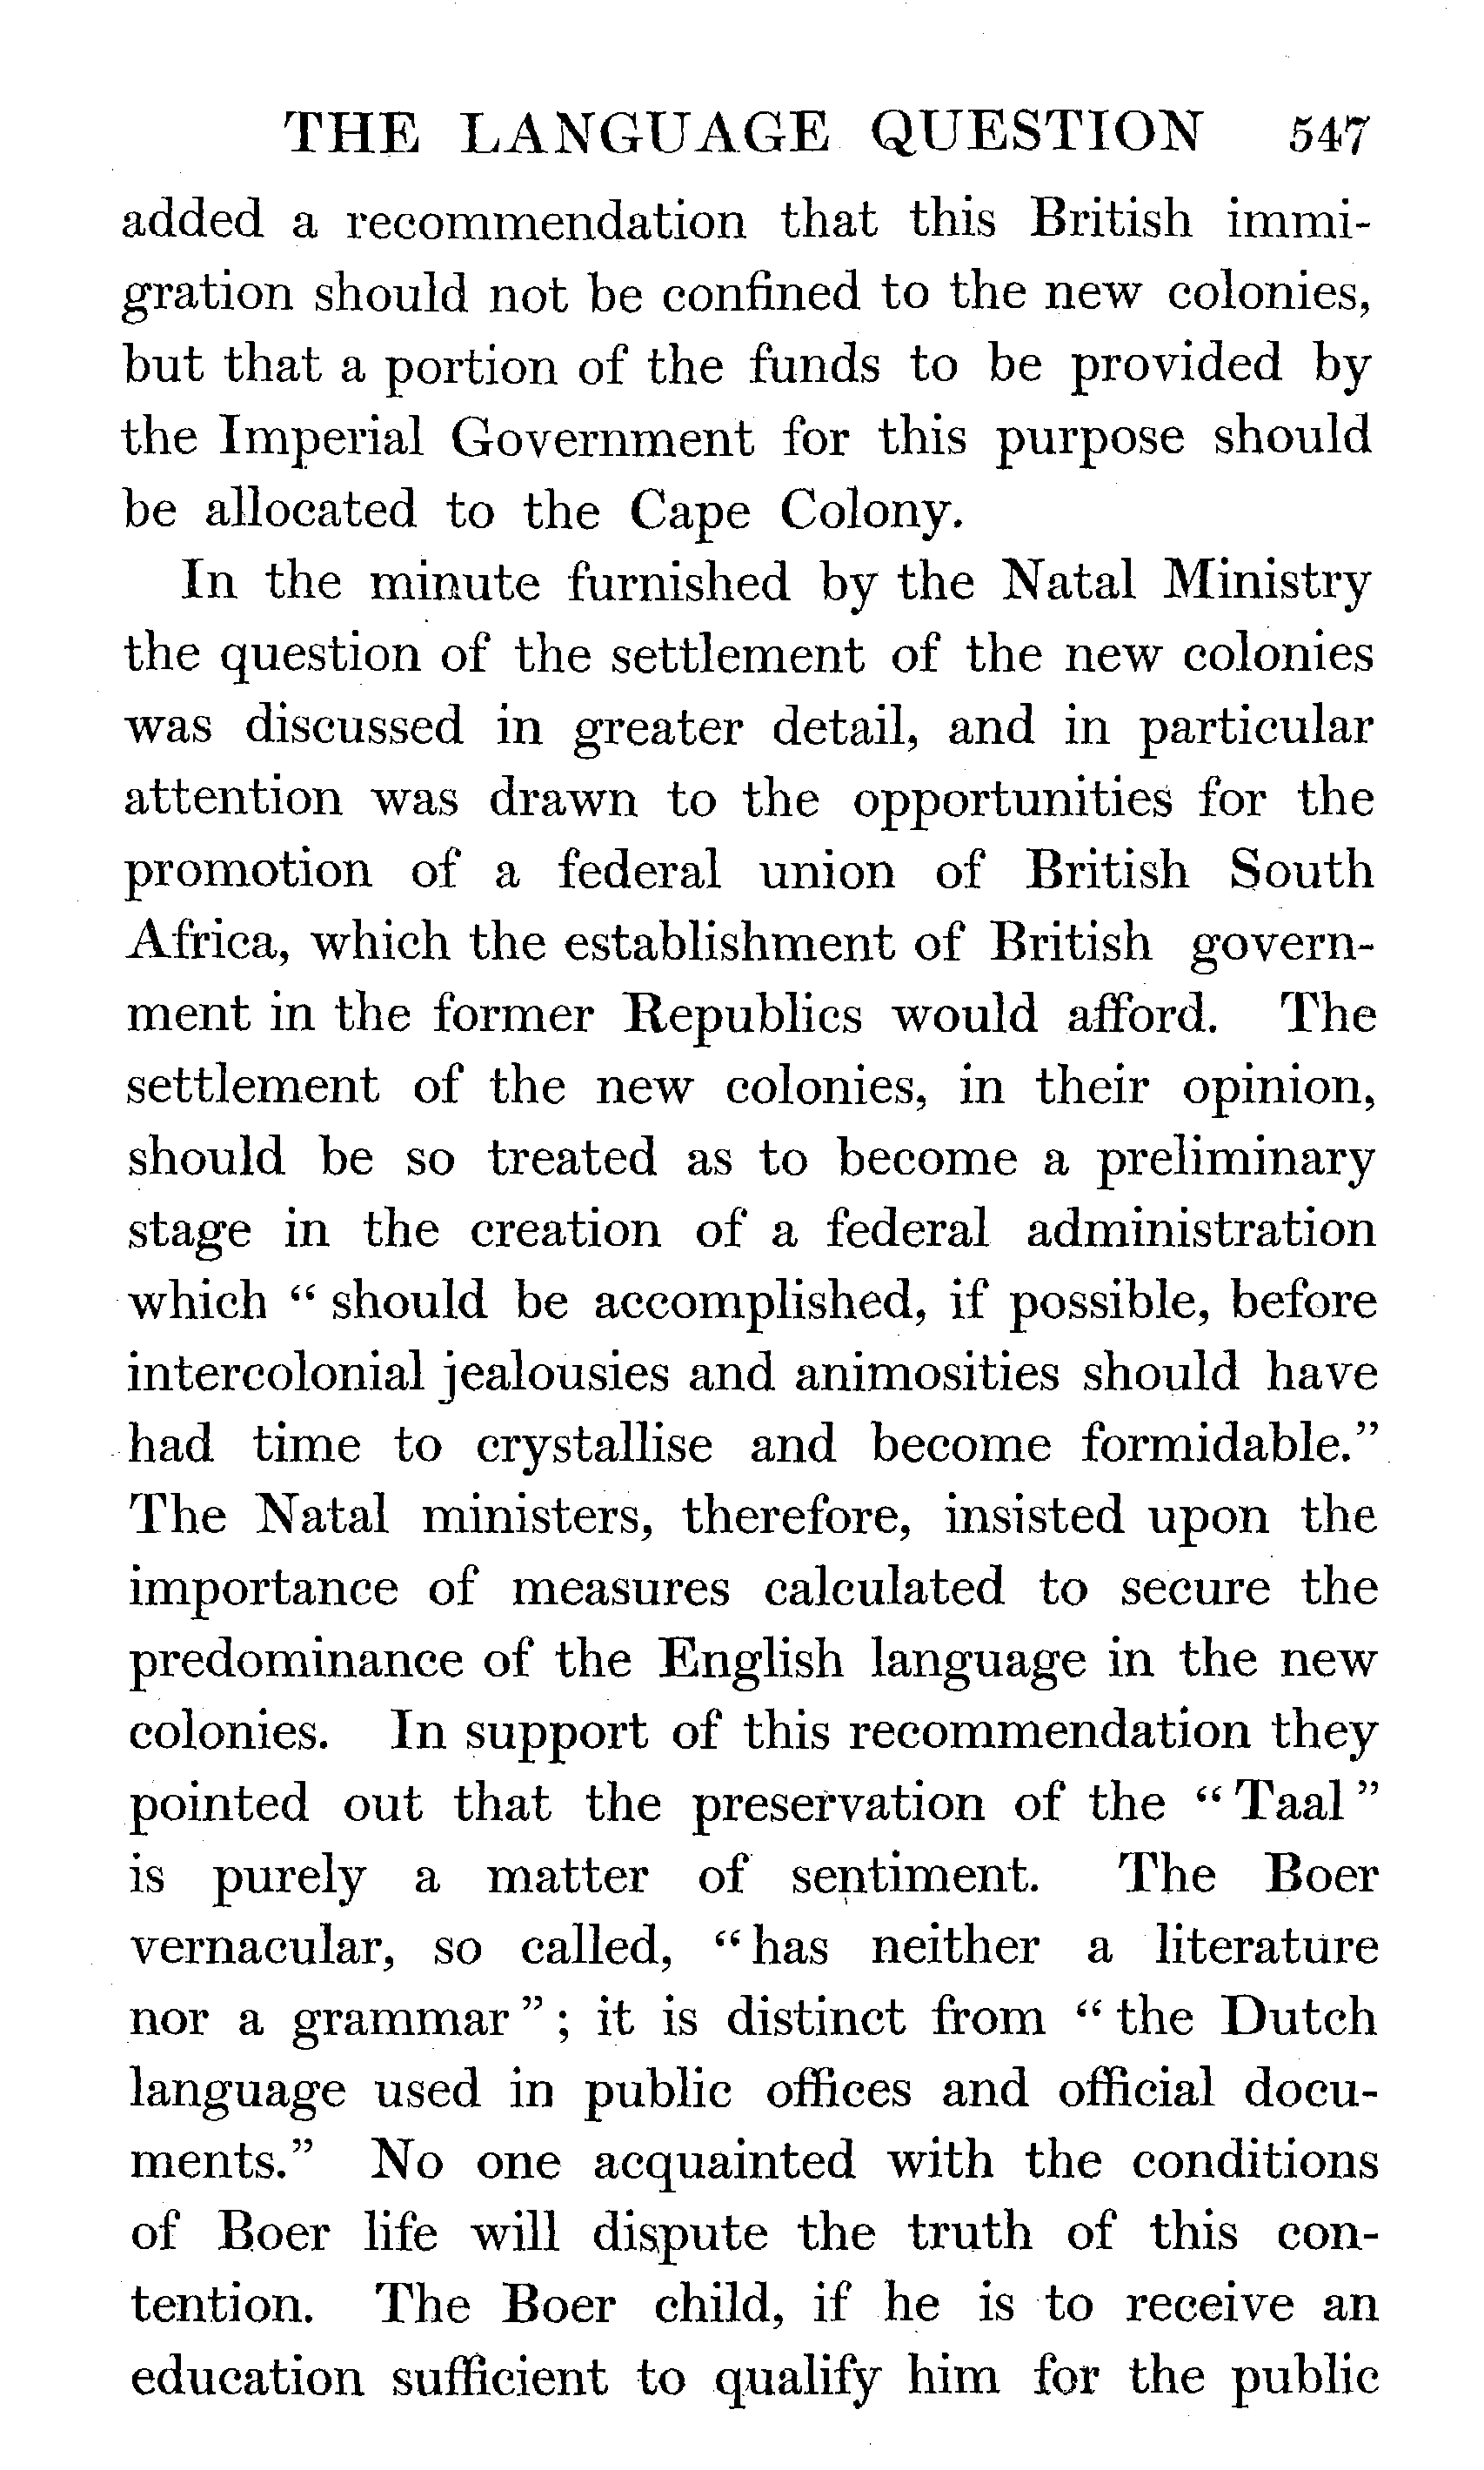 THE LANGUAGE QUESTION 547
added a recommendation that this British immi-
gration should not be confined to the new colonies,
but that a portion of the funds to be provided by
the Imperial Government for this purpose should
be allocated to the Cape Colony.
In the minute furnished by the Natal Ministry
the question of the settlement of the new colonies
was discussed in greater detail, and in particular
attention was drawn to the opportunities for the
promotion of a federal union of British South
Africa, which the establishment of British govern-
ment in the former Republics would afford. The
settlement of the new colonies, in their opinion,
should be so treated as to become a preliminary
stage in the creation of a federal administration
which “ should be accomplished, if possible, before
intercolonial jealousies and animosities should have
had time to crystallise and become formidable.”
The Natal ministers, therefore, insisted upon the
importance of measures calculated to secure the
predominance of the English language in the new
colonies. In support of this recommendation they
pointed out that the preservation of the “ Taal ”
is purely a matter of sentiment. The Boer
vernacular, so called, “ has neither a literature
nor a grammar ” ; it is distinct from “ the Dutch
language used in public offices and official docu-
ments.” No one acquainted with the conditions
of Boer life will dispute the truth of this con-
tention. The Boer child, if he is to receive an
education sufficient to qualify him for the public